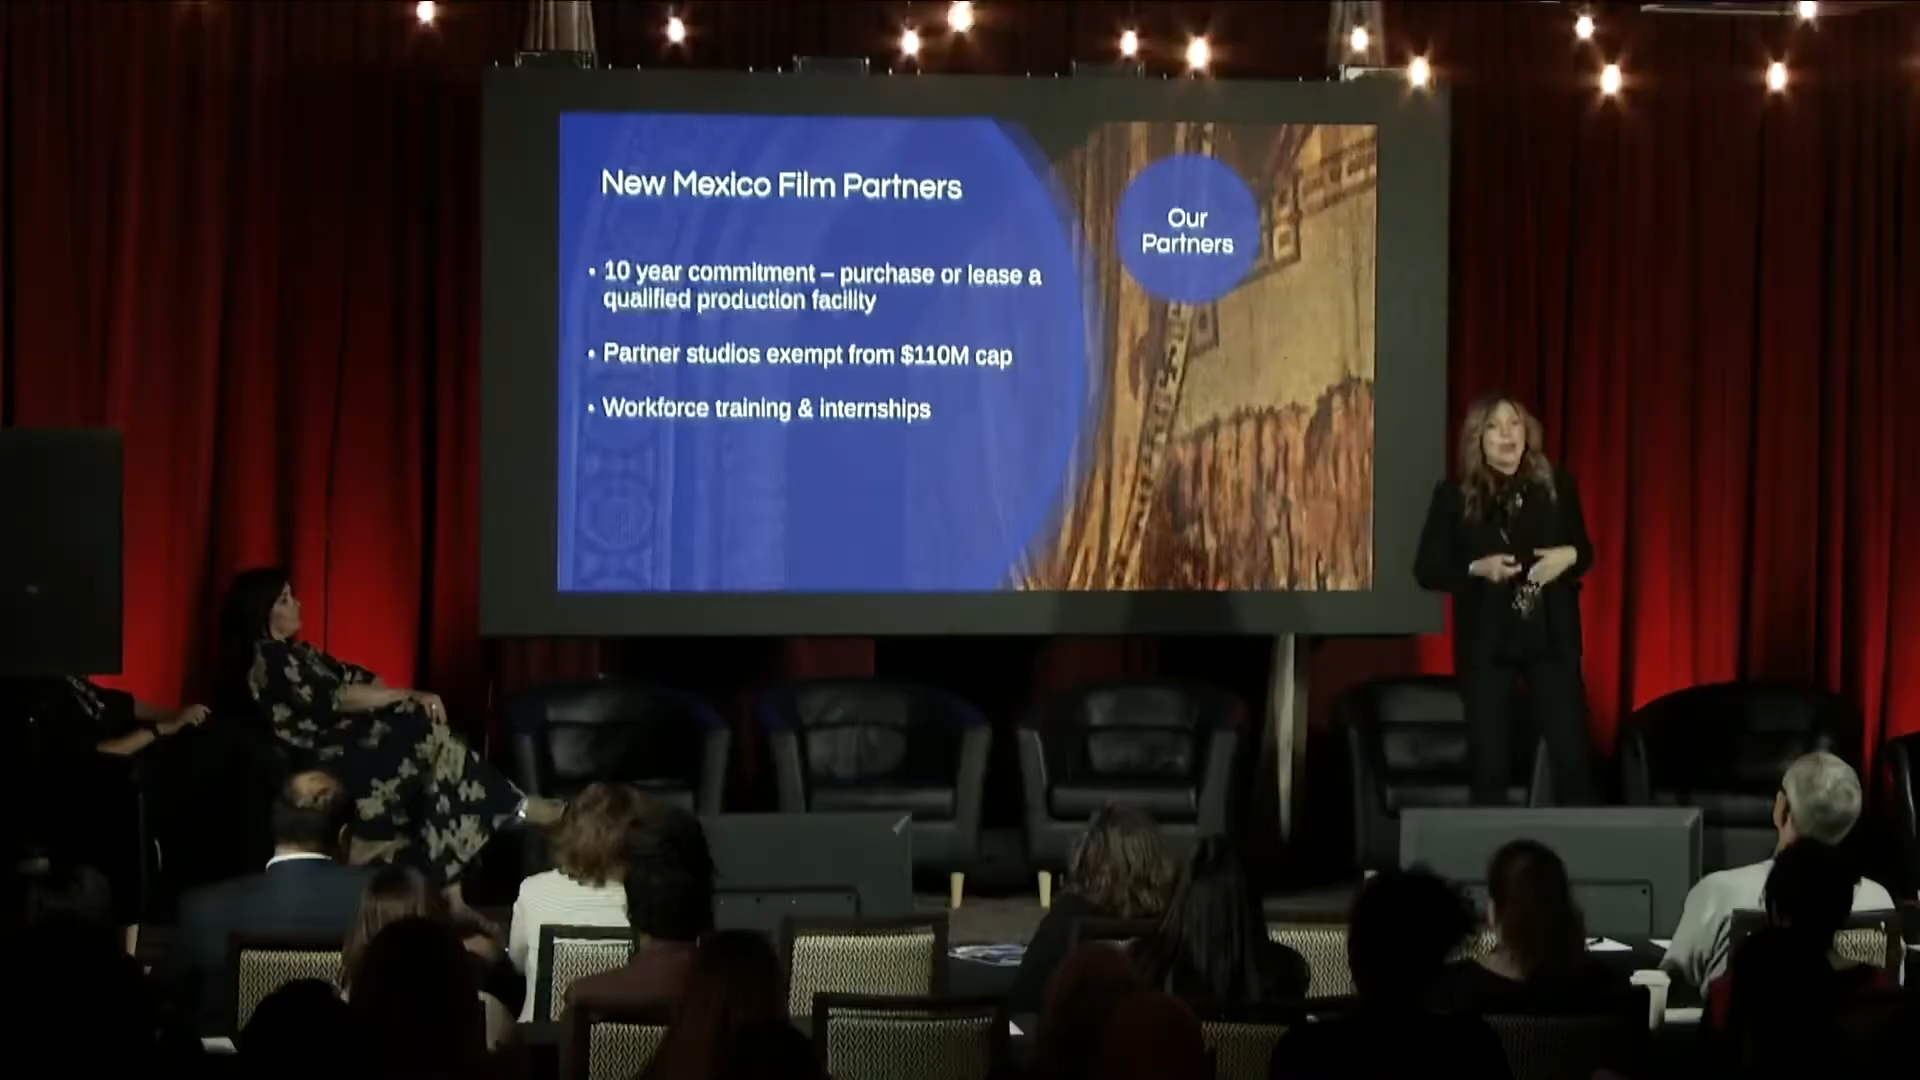 New Mexico Film Partners
• 10 year commitment – purchase or lease a
qualified production facility
• Partner studios exempt from $110M cap
• Workforce training & internships
Our
Partners